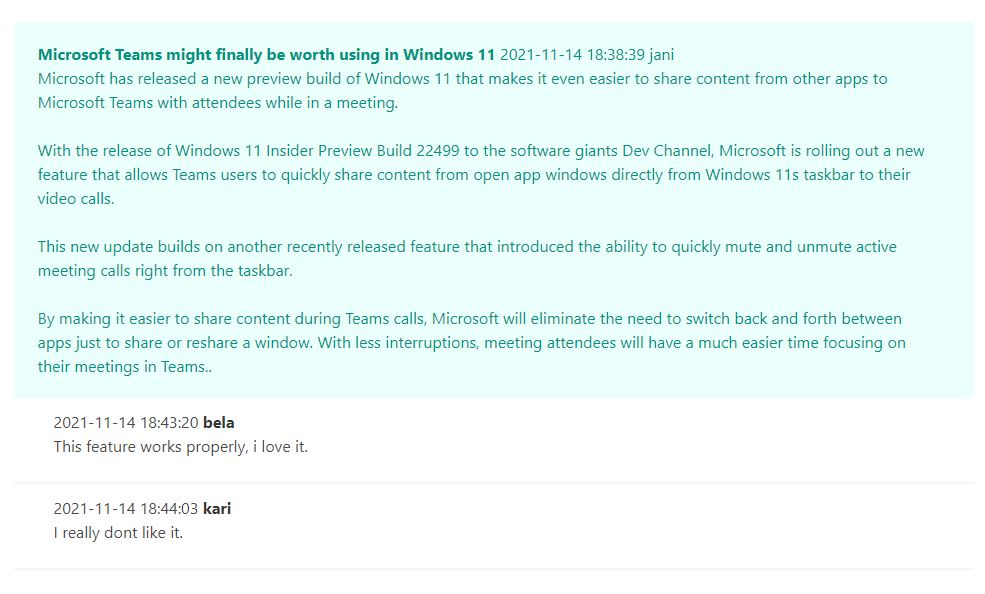 Microsoft Teams might finally be worth using in Windows 11 2021-11-14 18:38:39 jani
Microsoft has released a new preview build of Windows 11 that makes it even easier to share content from other apps to
Microsoft Teams with attendees while in a meeting.
With the release of Windows 11 Insider Preview Build 22499 to the software giants Dev Channel, Microsoft is rolling out a new
feature that allows Teams users to quickly share content from open app windows directly from Windows 11s taskbar to their
video calls.
This new update builds on another recently released feature that introduced the ability to quickly mute and unmute active
meeting calls right from the taskbar.
By making it easier to share content during Teams calls, Microsoft will eliminate the need to switch back and forth between
apps just to share or reshare a window. With less interruptions, meeting attendees will have a much easier time focusing on
their meetings in Teams..
2021-11-14 18:43:20 bela
This feature works properly, i love it.
2021-11-14 18:44:03 kari
I really dont like it.